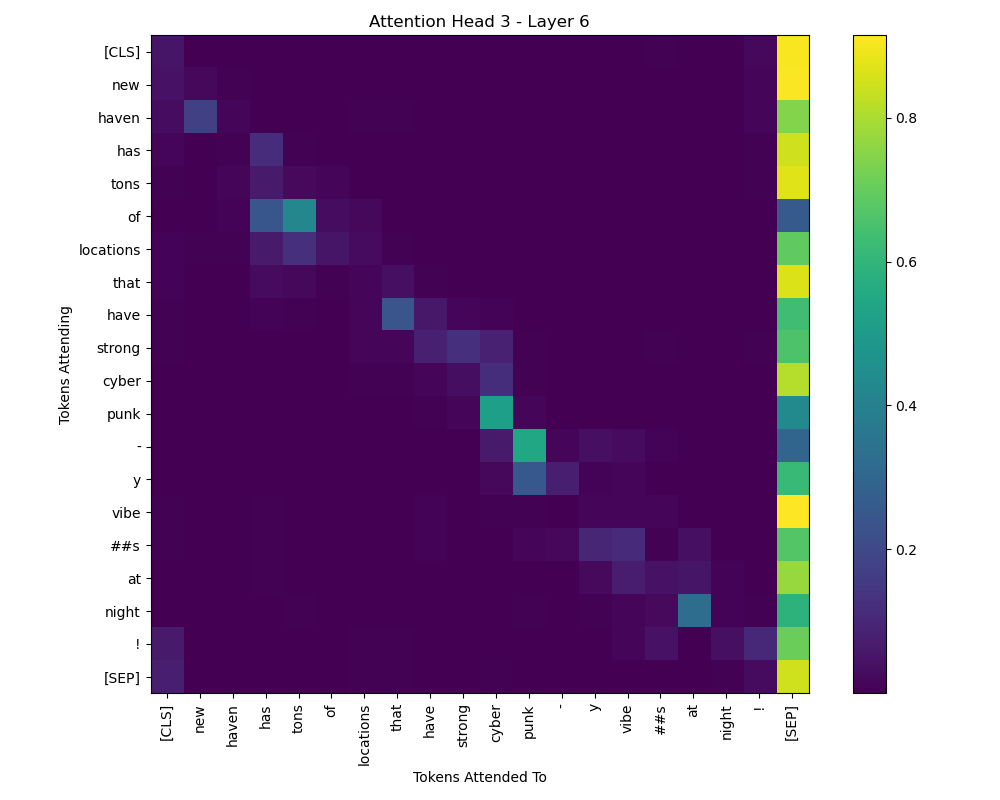 Attention Head 3 - Layer 6
Tokens Attending
[CLS]
new
haven
has
tons
of
locations
that
have
strong
cyber
punk
-
y
vibe
##s
at
night
!
[SEP]
[CLS] new haven has tons of locations that have strong cyber punk - y vibe ##s at night ! [SEP]
Tokens Attended To
0.8
0.6
0.4
0.2